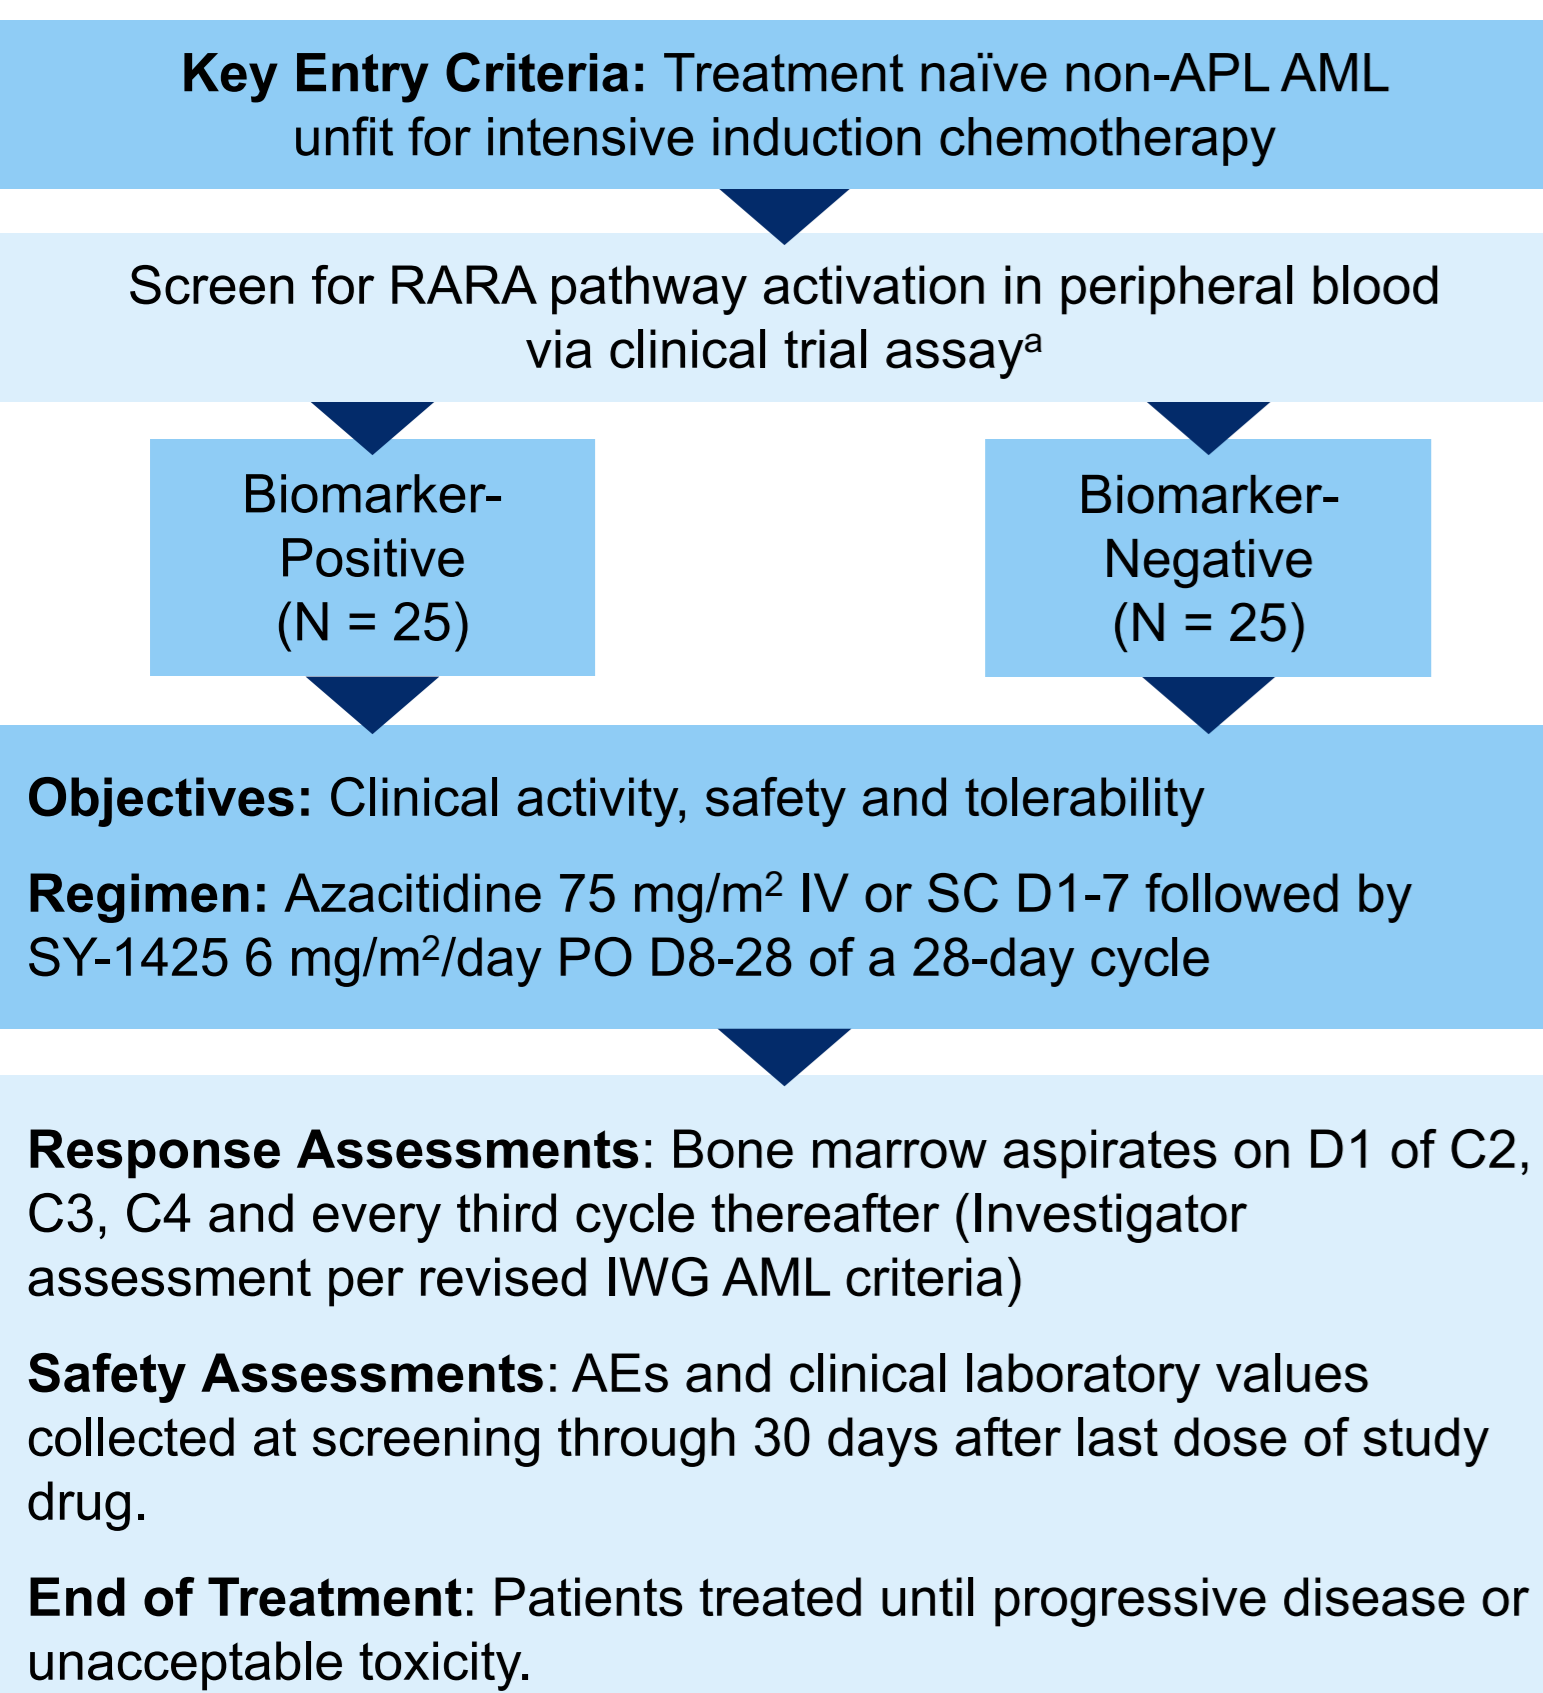 Key Entry Criteria: Treatment naïve non-APL AML
unfit for intensive induction chemotherapy
Screen for RARA pathway activation in peripheral blood
via clinical trial assayᵃ
Biomarker-
Positive
(N = 25)
Biomarker-
Negative
(N = 25)
Objectives: Clinical activity, safety and tolerability
Regimen: Azacitidine 75 mg/m² IV or SC D1-7 followed by
SY-1425 6 mg/m²/day PO D8-28 of a 28-day cycle
Response Assessments: Bone marrow aspirates on D1 of C2,
C3, C4 and every third cycle thereafter (Investigator
assessment per revised IWG AML criteria)
Safety Assessments: AEs and clinical laboratory values
collected at screening through 30 days after last dose of study
drug.
End of Treatment: Patients treated until progressive disease or
unacceptable toxicity.